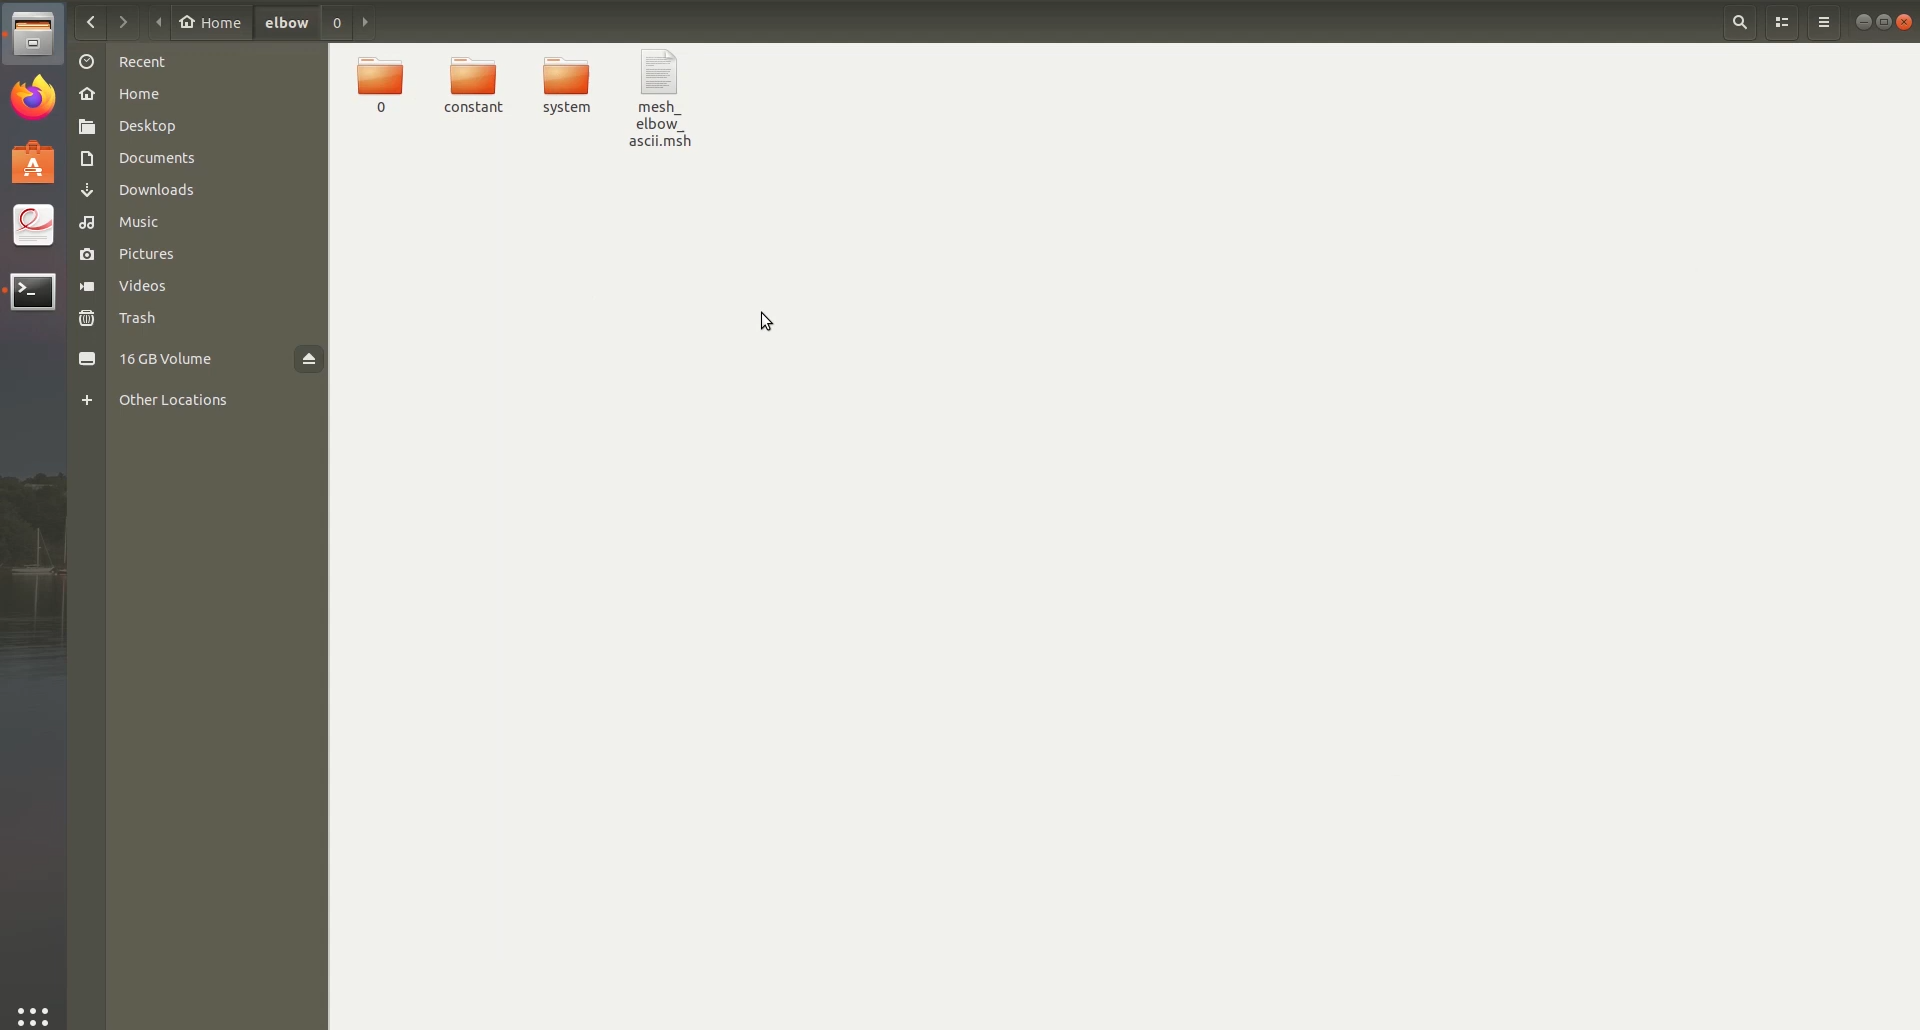 Home elbow 0
Recent
Home
Desktop
Documents
Downloads
Music
Pictures
Videos
Trash
16 GB Volume
Other Locations
0
constant
system
mesh_
elbow_
ascii.msh